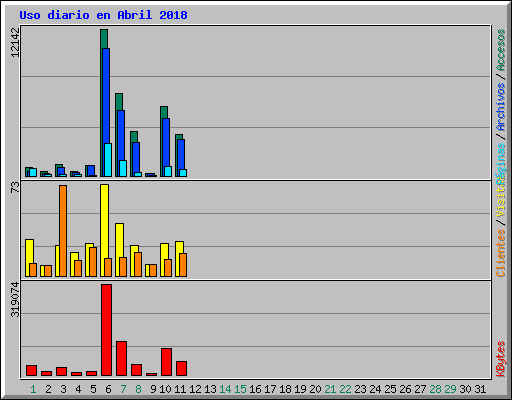 Uso diario en Abril 2018
12142
73
319074
Accesos / Archivos / Páginas
Visitas / Clientes
KBytes
1 2 3 4 5 6 7 8 9 10 11 12 13 14 15 16 17 18 19 20 21 22 23 24 25 26 27 28 29 30 31